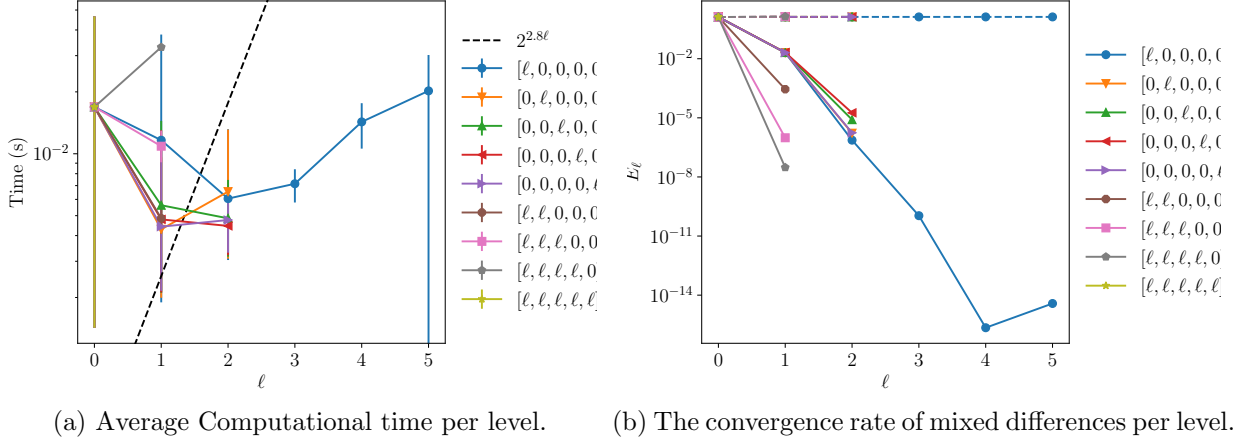 Time (s)
10^{-2}
0 1 2 3 4 5
ℓ
2^{2.8ℓ}
[ℓ, 0, 0, 0, 0
[0, ℓ, 0, 0, 0
[0, 0, ℓ, 0, 0
[0, 0, 0, ℓ, 0
[0, 0, 0, 0, ℓ
[ℓ, ℓ, 0, 0, 0
[ℓ, ℓ, ℓ, 0, 0
[ℓ, ℓ, ℓ, ℓ, 0]
[ℓ, ℓ, ℓ, ℓ, ℓ]
(a) Average Computational time per level.
E_ℓ
10^{-2}
10^{-5}
10^{-8}
10^{-11}
10^{-14}
0 1 2 3 4 5
ℓ
[ℓ, 0, 0, 0, 0
[0, ℓ, 0, 0, 0
[0, 0, ℓ, 0, 0
[0, 0, 0, ℓ, 0
[0, 0, 0, 0, ℓ
[ℓ, ℓ, 0, 0, 0
[ℓ, ℓ, ℓ, 0, 0
[ℓ, ℓ, ℓ, ℓ, 0]
[ℓ, ℓ, ℓ, ℓ, ℓ]
(b) The convergence rate of mixed differences per level.